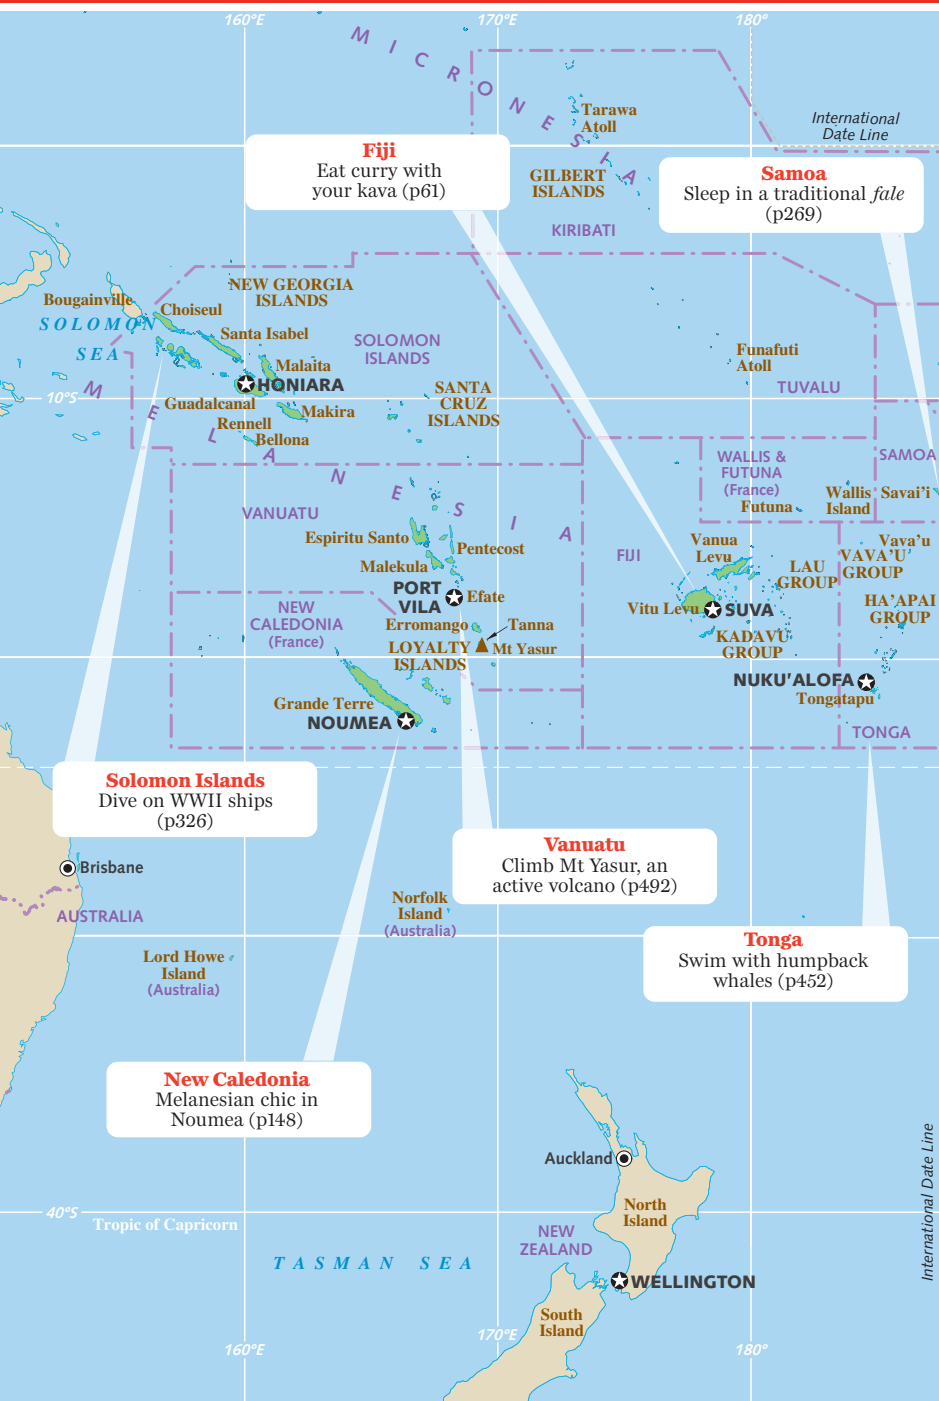 160°E
170°E
180°
MICRONESIA
International
Date Line
Tarawa
Atoll
GILBERT
ISLANDS
KIRIBATI
Fiji
Eat curry with
your kava (p61)
Samoa
Sleep in a traditional fale
(p269)
NEW GEORGIA
ISLANDS
Bougainville
Choiseul
SOLOMON
SEA
Santa Isabel
SOLOMON
ISLANDS
Malaita
HONIARA
Funafuti
Atoll
TUVALU
10°S
MELANESIA
Guadalcanal
Makira
Rennell
Bellona
SANTA
CRUZ
ISLANDS
WALLIS &
FUTUNA
(France)
Futuna
Wallis
Island
SAMOA
Savai'i
VANUATU
Espiritu Santo
Pentecost
Malekula
PORT
VILA
Efate
Erromango
Tanna
Mt Yasur
FIJI
Vanua
Levu
LAU
GROUP
Vava'u
VAVA'U
GROUP
HA'APAI
GROUP
Vitu Levu
SUVA
KADAVU
GROUP
NEW
CALEDONIA
(France)
LOYALTY
ISLANDS
Grande Terre
NOUMEA
NUKU'ALOFA
Tongatapu
TONGA
Solomon Islands
Dive on WWII ships
(p326)
Vanuatu
Climb Mt Yasur, an
active volcano (p492)
Brisbane
AUSTRALIA
Norfolk
Island
(Australia)
Lord Howe
Island
(Australia)
Tonga
Swim with humpback
whales (p452)
New Caledonia
Melanesian chic in
Noumea (p148)
Auckland
International Date Line
40°S
Tropic of Capricorn
North
Island
NEW
ZEALAND
TASMAN SEA
WELLINGTON
South
Island
160°E
170°E
180°